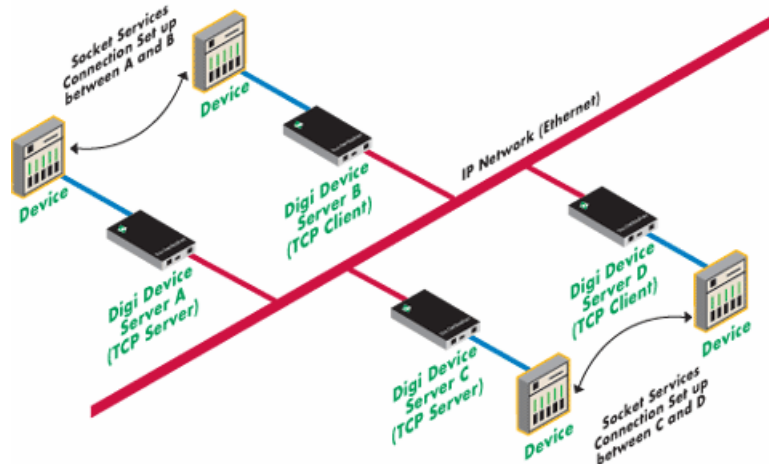 Socket Services
Connection Set up
between A and B
Device
Device
IP Network (Ethernet)
Digi Device
Server B
(TCP Client)
Digi Device
Server A
(TCP Server)
Digi Device
Server D
(TCP Client)
Device
Digi Device
Server C
(TCP Server)
Device
Socket Services
Connection Set up
between C and D